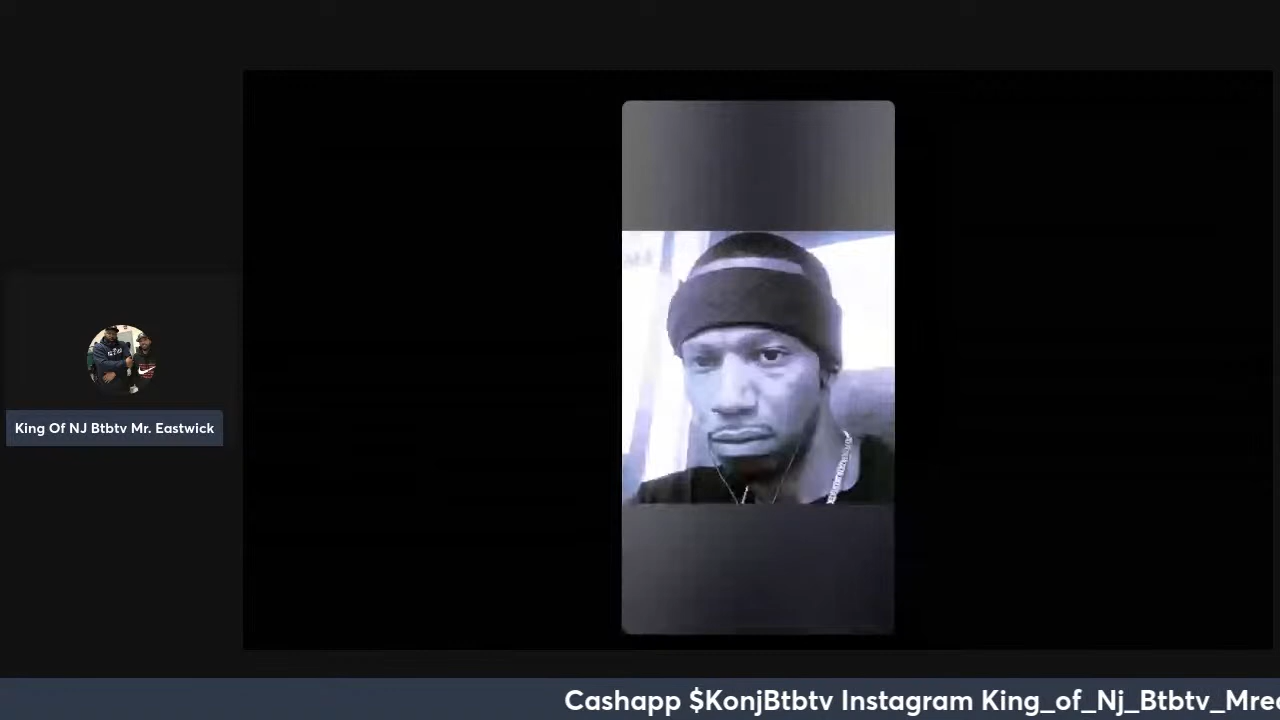 King Of NJ Btbtv Mr. Eastwick
Cashapp $KonjBtbtv Instagram King_of_Nj_Btbtv_Mre